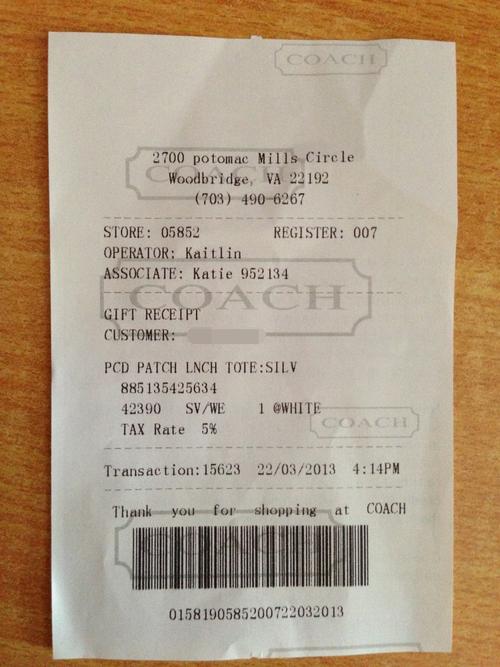 COACH
2700 potomac Mills Circle
Woodbridge, VA 22192
(703) 490-6267
STORE: 05852 REGISTER: 007
OPERATOR: Kaitlin
ASSOCIATE: Katie 952134
COACH
GIFT RECEIPT
CUSTOMER:
PCD PATCH LNCH TOTE:SILV
885135425634
42390 SV/WE 1 @WHITE
COACH
TAX Rate 5%
Transaction:15623 22/03/2013 4:14PM
Thank you for shopping at COACH
0158190585200722032013